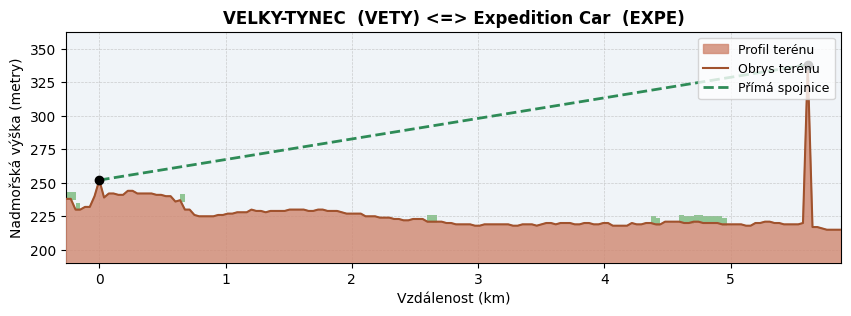 VELKY-TYNEC  (VETY) <=> Expedition Car  (EXPE)
Nadmořská výška (metry)
350
325
300
275
250
225
200
Profil terénu
Obrys terénu
Přímá spojnice
0 1 2 3 4 5
Vzdálenost (km)